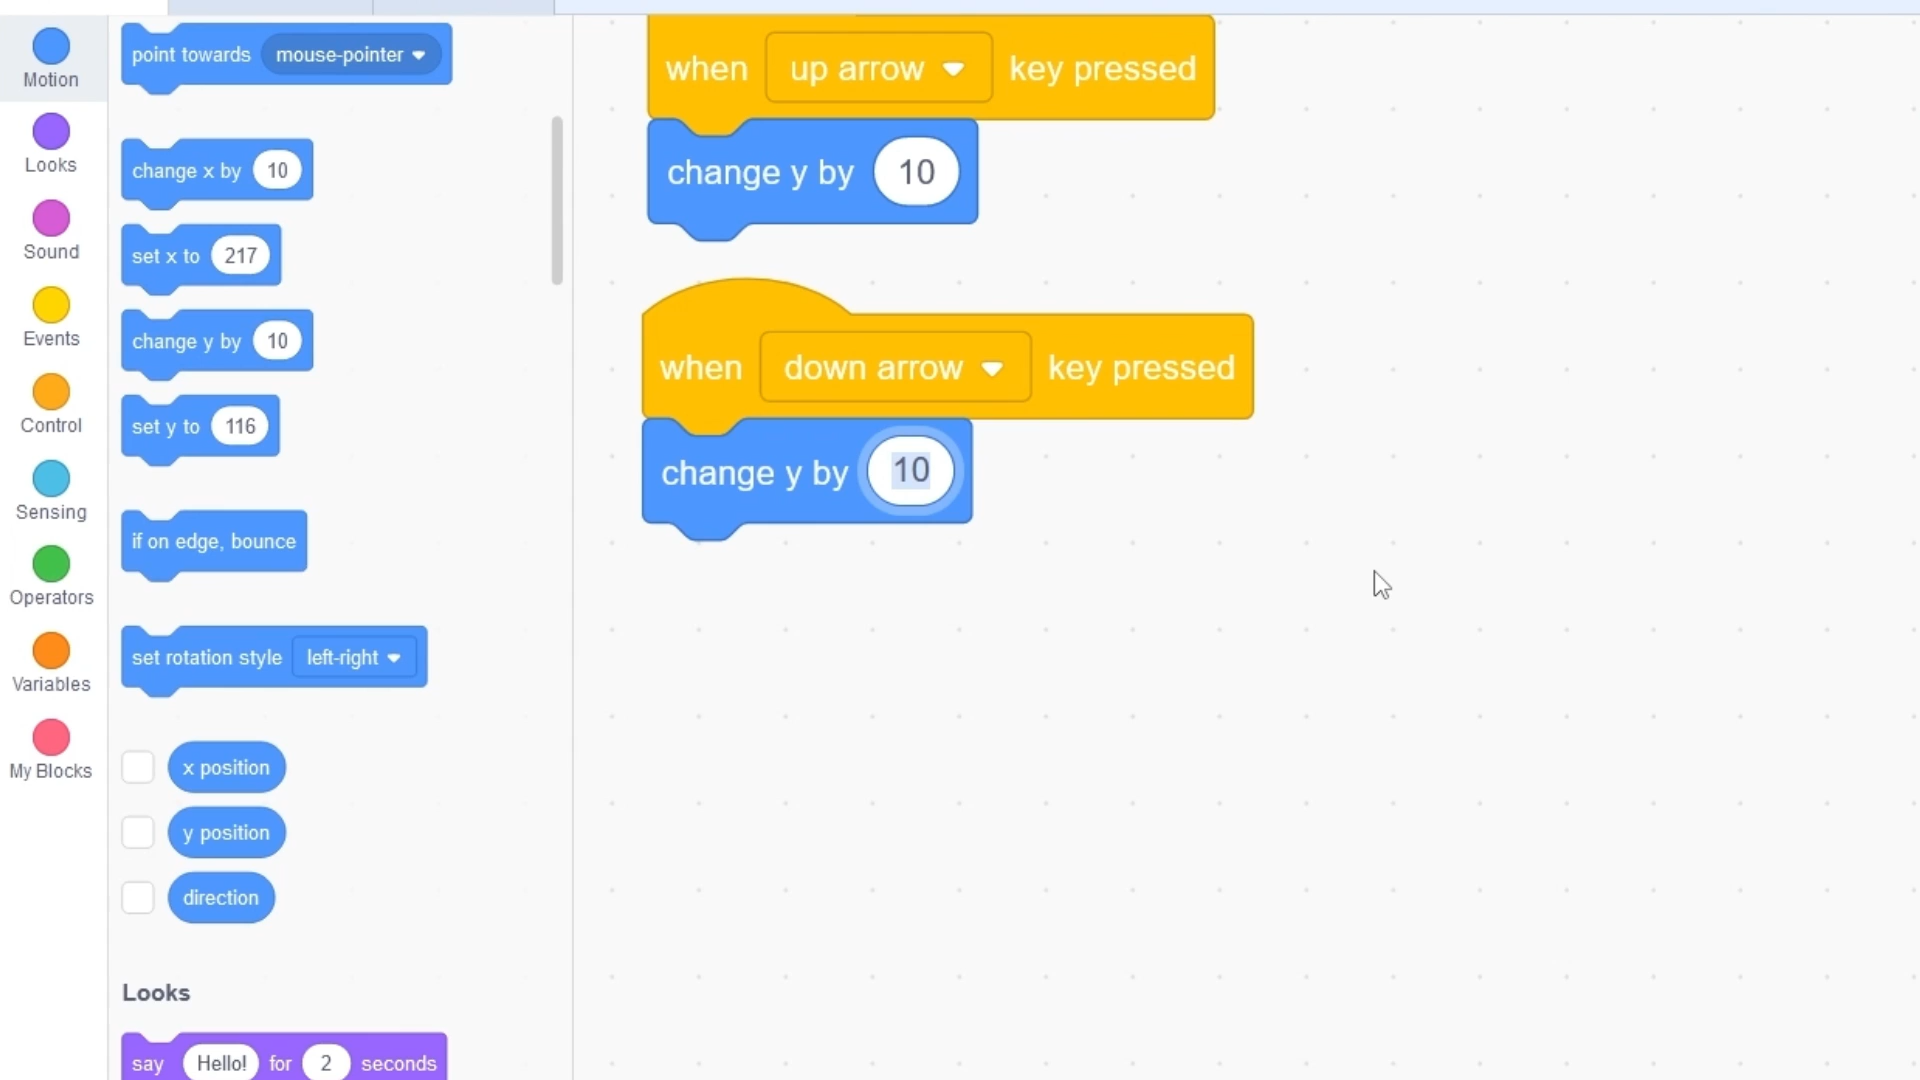 Motion
Looks
Sound
Events
Control
Sensing
Operators
Variables
My Blocks
point towards mouse-pointer
change x by 10
set x to 217
change y by 10
set y to 116
if on edge, bounce
set rotation style left-right
x position
y position
direction
Looks
say Hello! for 2 seconds
when up arrow key pressed
change y by 10
when down arrow key pressed
change y by 10